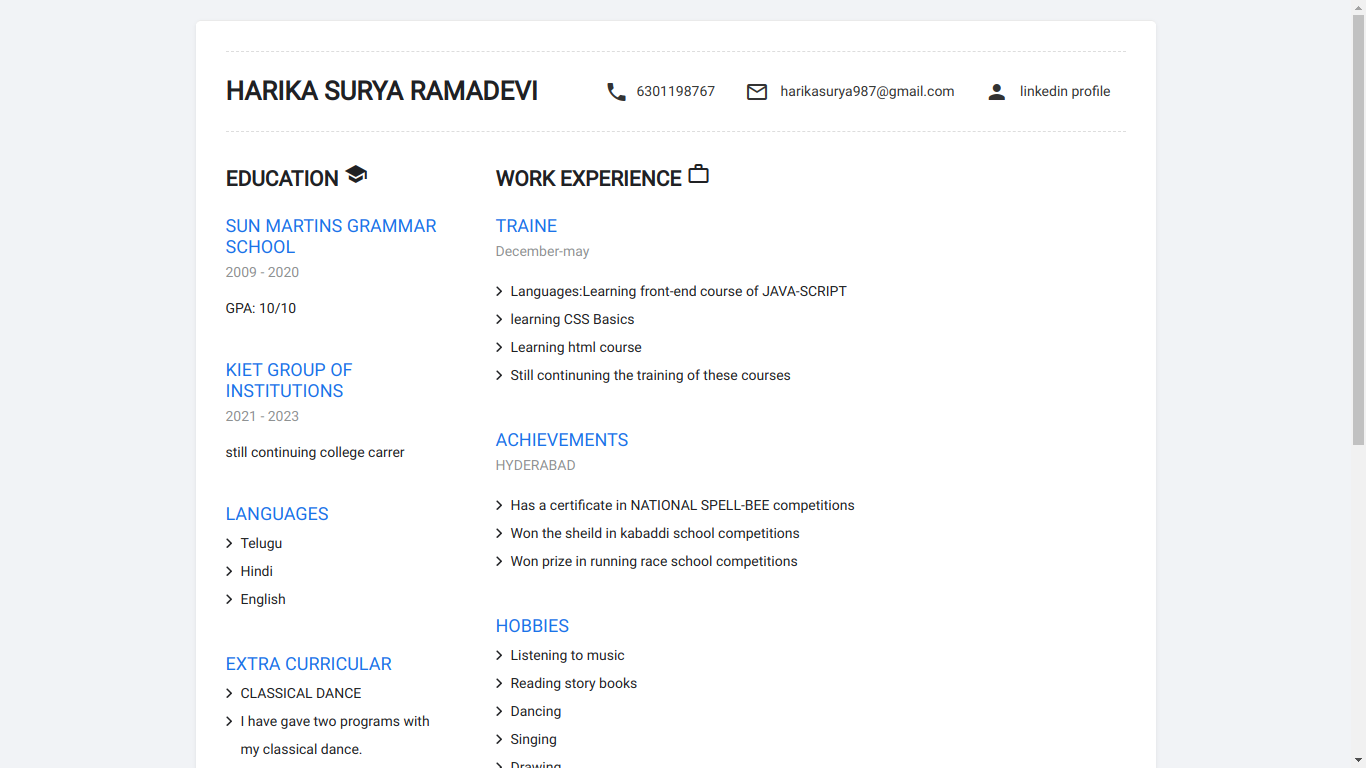 HARIKA SURYA RAMADEVI
6301198767
harikasurya987@gmail.com
linkedin profile
EDUCATION
SUN MARTINS GRAMMAR
SCHOOL
2009 - 2020
GPA: 10/10
KIET GROUP OF
INSTITUTIONS
2021 - 2023
still continuing college carrer
LANGUAGES
Telugu
Hindi
English
EXTRA CURRICULAR
CLASSICAL DANCE
I have gave two programs with
my classical dance.
WORK EXPERIENCE
TRAINE
December-may
Languages:Learning front-end course of JAVA-SCRIPT
learning CSS Basics
Learning html course
Still continuning the training of these courses
ACHIEVEMENTS
HYDERABAD
Has a certificate in NATIONAL SPELL-BEE competitions
Won the sheild in kabaddi school competitions
Won prize in running race school competitions
HOBBIES
Listening to music
Reading story books
Dancing
Singing
Drawing